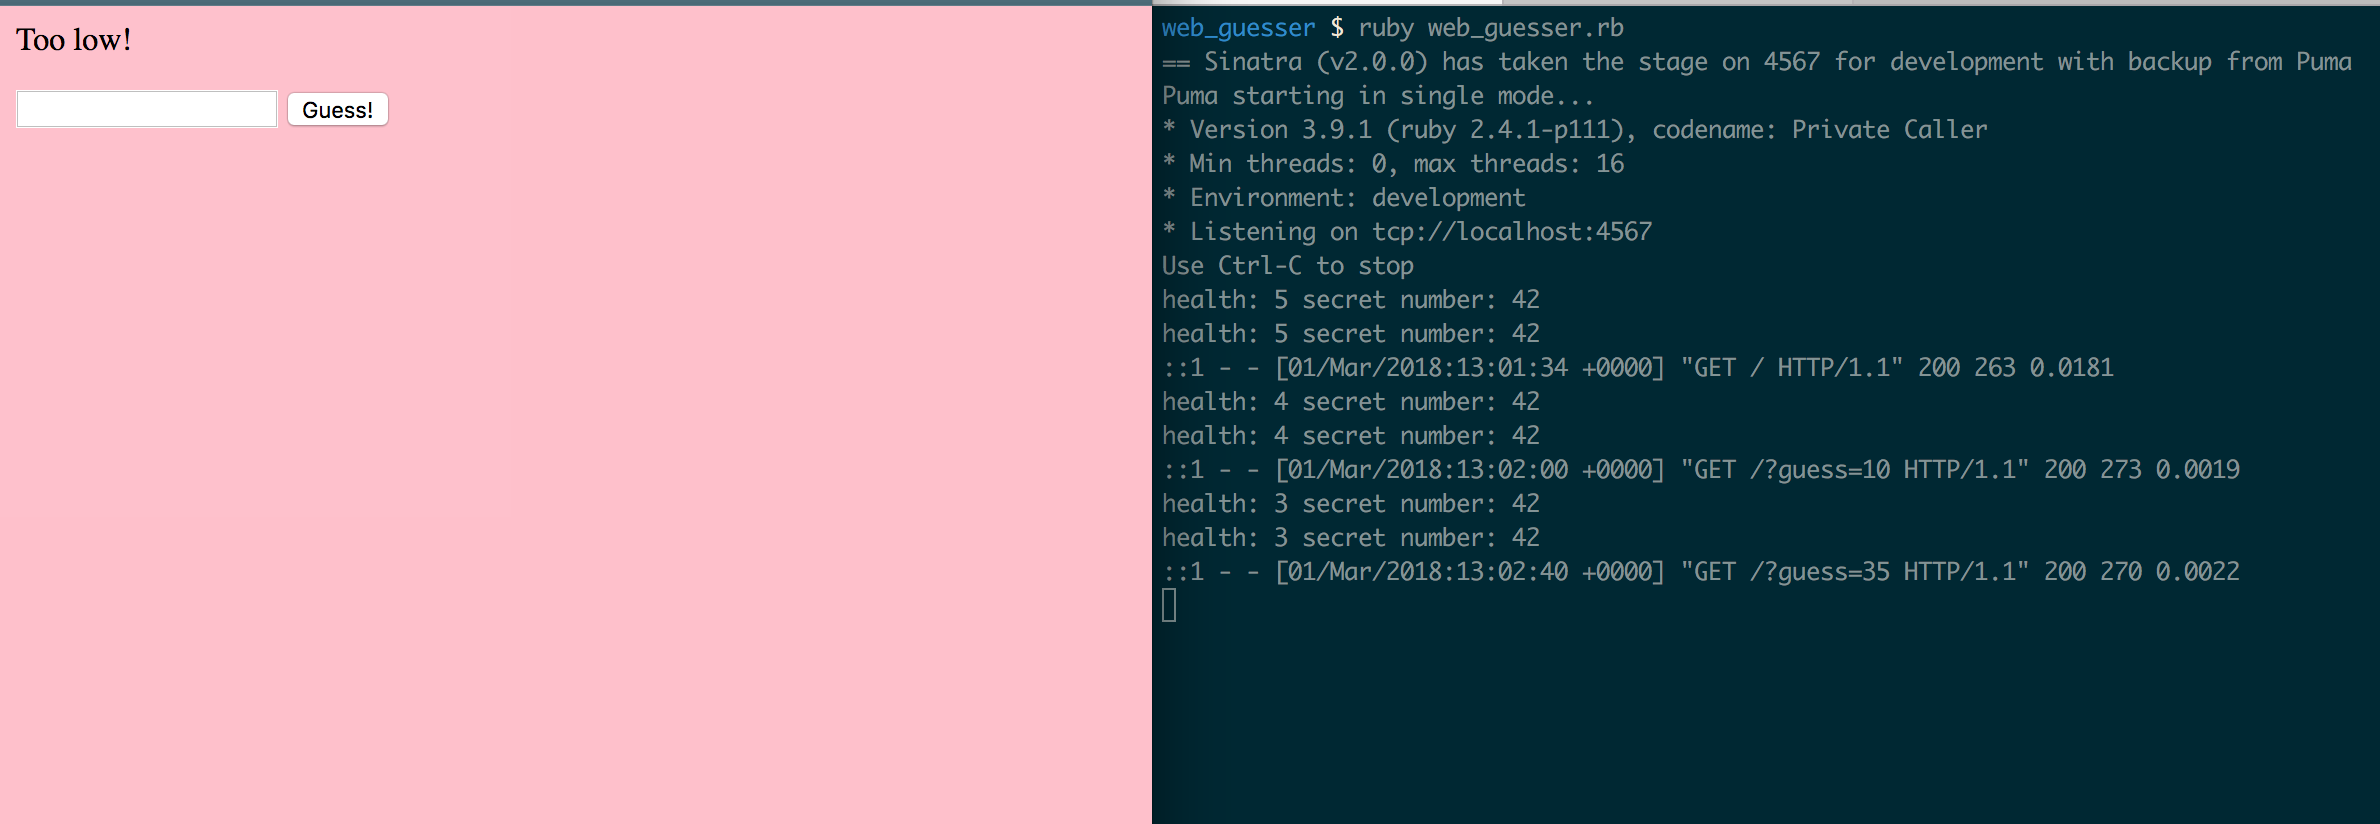 Too low!
Guess!
web_guesser $ ruby web_guesser.rb
== Sinatra (v2.0.0) has taken the stage on 4567 for development with backup from Puma
Puma starting in single mode...
* Version 3.9.1 (ruby 2.4.1-p111), codename: Private Caller
* Min threads: 0, max threads: 16
* Environment: development
* Listening on tcp://localhost:4567
Use Ctrl-C to stop
health: 5 secret number: 42
health: 5 secret number: 42
::1 - - [01/Mar/2018:13:01:34 +0000] "GET / HTTP/1.1" 200 263 0.0181
health: 4 secret number: 42
health: 4 secret number: 42
::1 - - [01/Mar/2018:13:02:00 +0000] "GET /?guess=10 HTTP/1.1" 200 273 0.0019
health: 3 secret number: 42
health: 3 secret number: 42
::1 - - [01/Mar/2018:13:02:40 +0000] "GET /?guess=35 HTTP/1.1" 200 270 0.0022